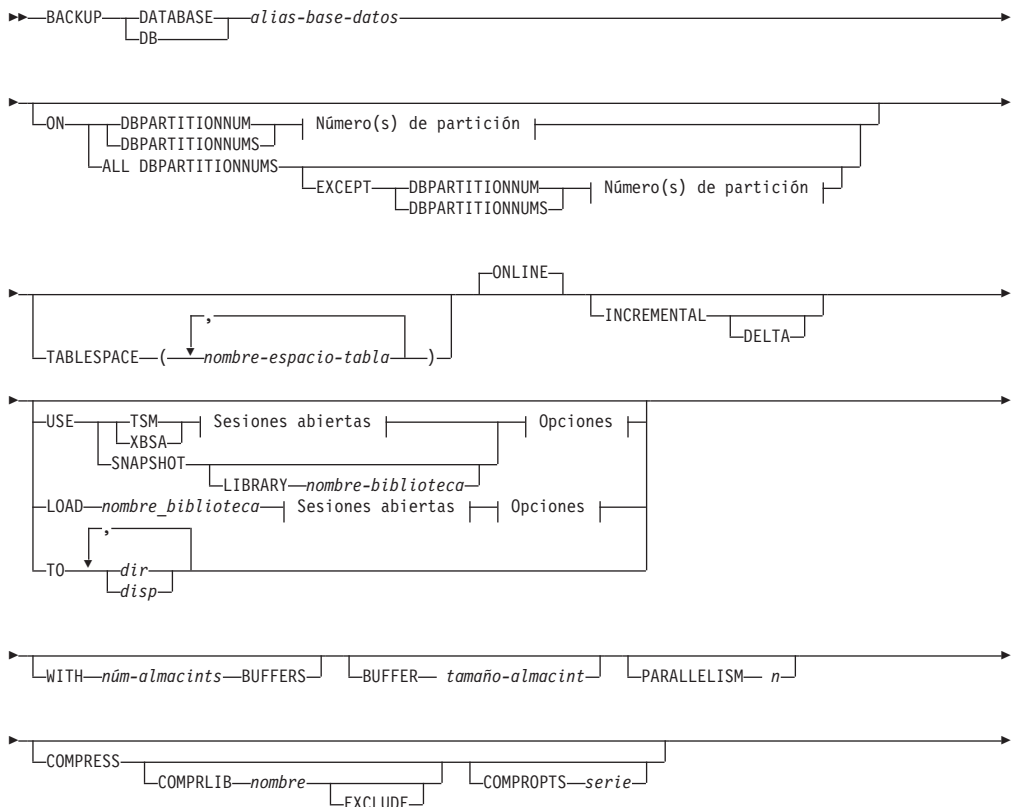 BACKUP DATABASE alias-base-datos
DB
ON DBPARTITIONNUM Número(s) de partición
DBPARTITIONNUMS
ALL DBPARTITIONNUMS
EXCEPT DBPARTITIONNUM Número(s) de partición
DBPARTITIONNUMS
ONLINE
TABLESPACE ( , nombre-espacio-tabla )
INCREMENTAL
DELTA
USE TSM Sesiones abiertas Opciones
XBSA
SNAPSHOT
LIBRARY nombre-biblioteca
LOAD nombre_biblioteca Sesiones abiertas Opciones
,
TO dir
disp
WITH núm-almacints BUFFERS BUFFER tamaño-almacint PARALLELISM n
COMPRESS
COMPRLIB nombre COMPROPTS serie
EXCLUDE